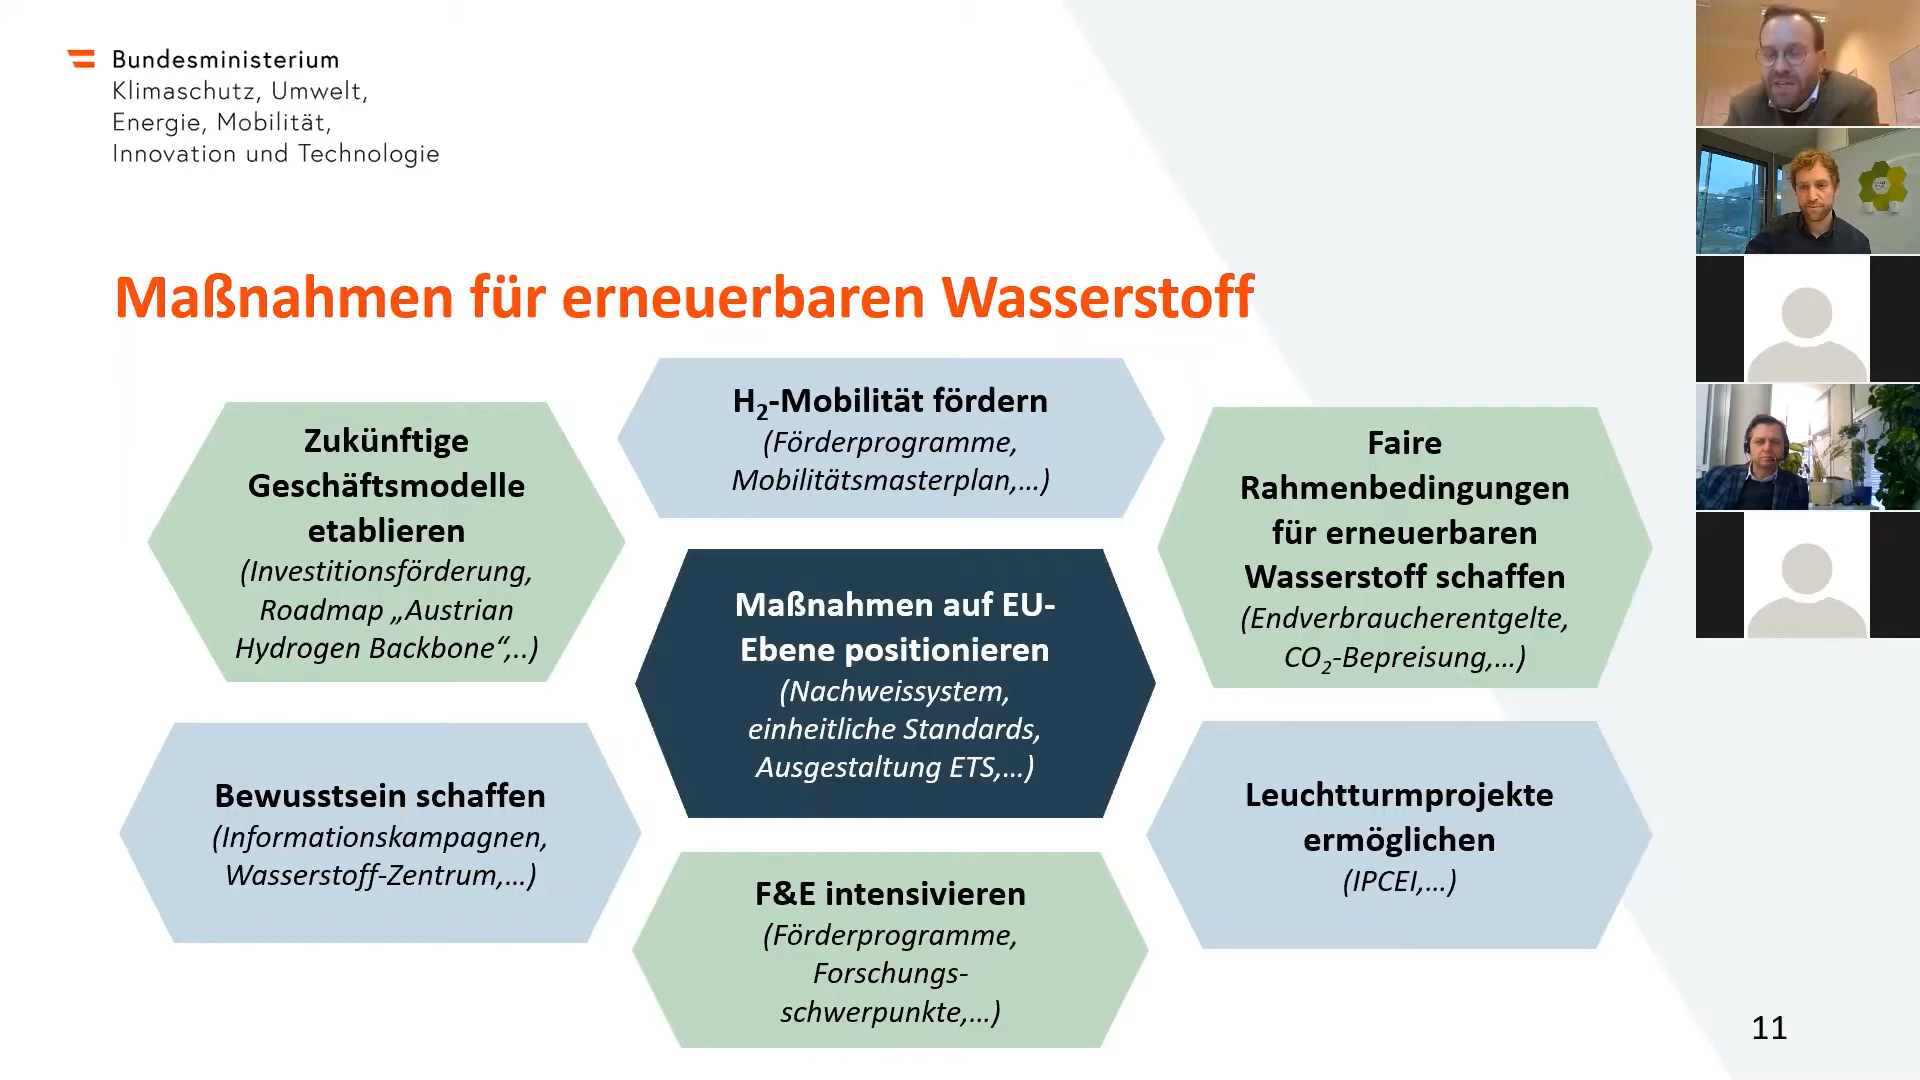 Bundesministerium
Klimaschutz, Umwelt,
Energie, Mobilität,
Innovation und Technologie
Maßnahmen für erneuerbaren Wasserstoff
Zukünftige
Geschäftsmodelle
etablieren
(Investitionsförderung,
Roadmap „Austrian
Hydrogen Backbone“,..)
H₂-Mobilität fördern
(Förderprogramme,
Mobilitätsmasterplan,...)
Faire
Rahmenbedingungen
für erneuerbaren
Wasserstoff schaffen
(Endverbraucherentgelte,
CO₂-Bepreisung,...)
Maßnahmen auf EU-
Ebene positionieren
(Nachweissystem,
einheitliche Standards,
Ausgestaltung ETS,...)
Bewusstsein schaffen
(Informationskampagnen,
Wasserstoff-Zentrum,...)
F&E intensivieren
(Förderprogramme,
Forschungs-
schwerpunkte,...)
Leuchtturmprojekte
ermöglichen
(IPCEI,...)
11